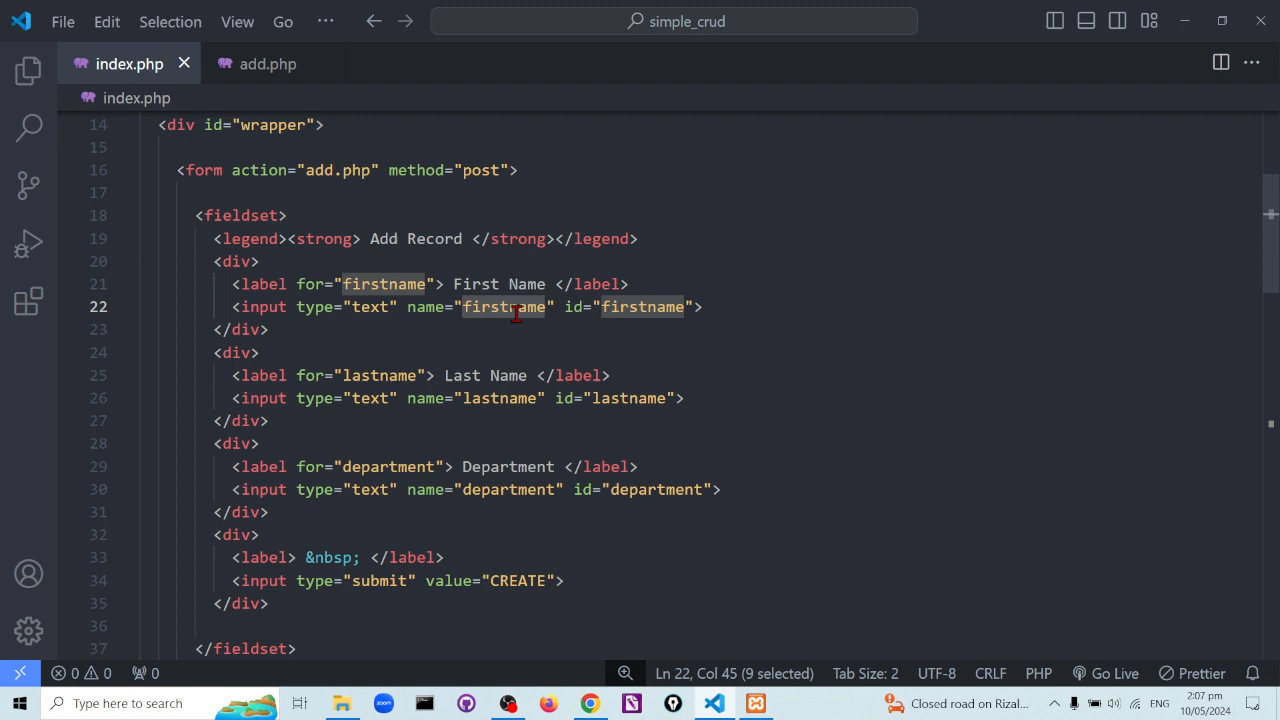 File Edit Selection View Go ··· simple_crud
index.php add.php
index.php
14 <div id="wrapper">
15
16 <form action="add.php" method="post">
17
18 <fieldset>
19 <legend><strong> Add Record </strong></legend>
20 <div>
21 <label for="firstname"> First Name </label>
22 <input type="text" name="firstname" id="firstname">
23 </div>
24 <div>
25 <label for="lastname"> Last Name </label>
26 <input type="text" name="lastname" id="lastname">
27 </div>
28 <div>
29 <label for="department"> Department </label>
30 <input type="text" name="department" id="department">
31 </div>
32 <div>
33 <label> &nbsp; </label>
34 <input type="submit" value="CREATE">
35 </div>
36
37 </fieldset>
0 0 0 Ln 22, Col 45 (9 selected) Tab Size: 2 UTF-8 CRLF PHP Go Live Prettier
Type here to search zoom Closed read on Rizal... ENG 2:07 pm
10/05/2024